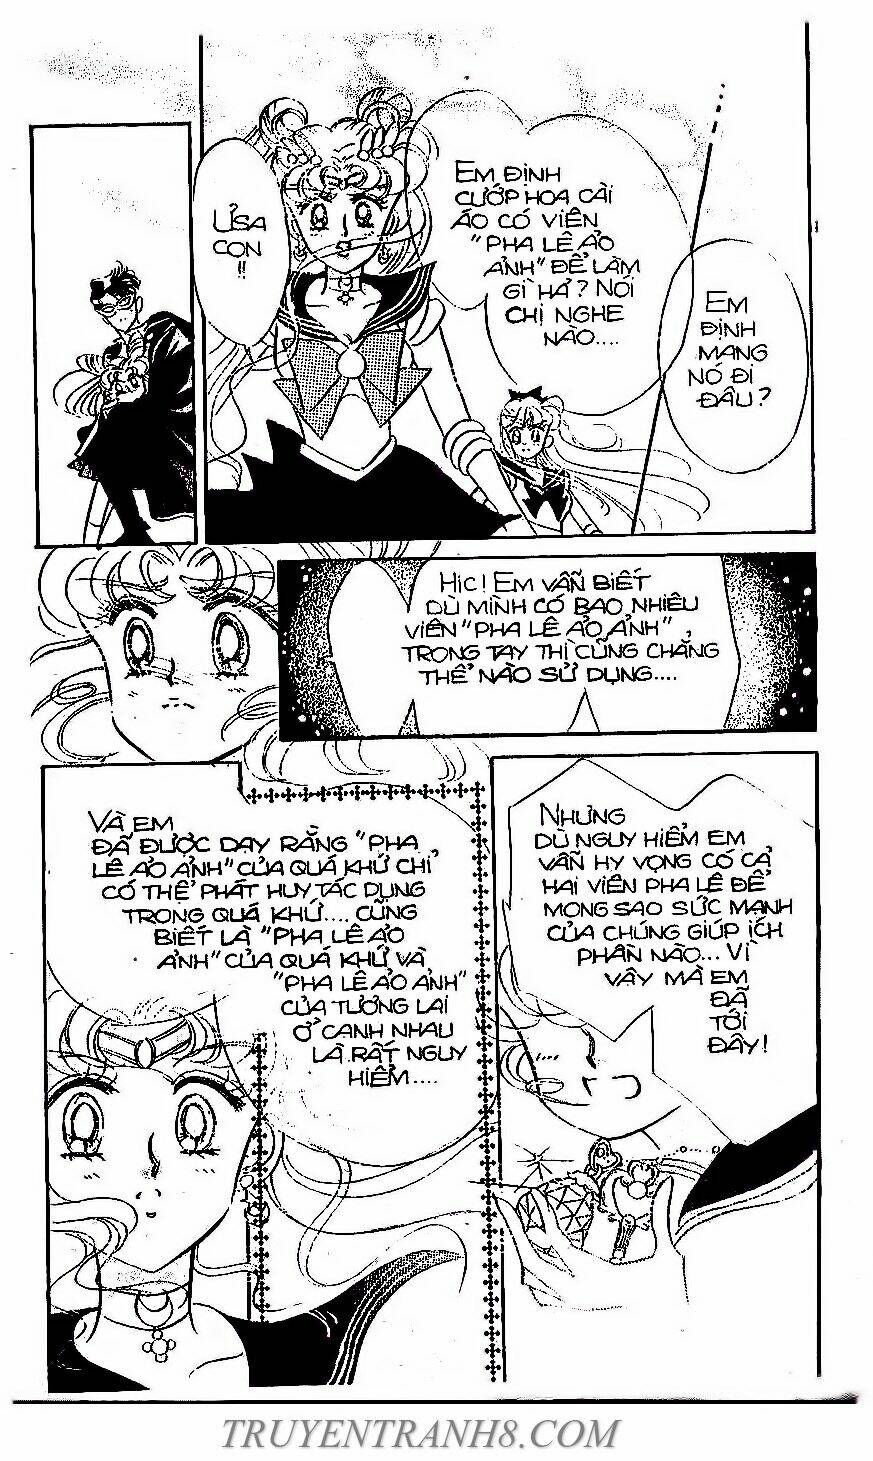 ƯSA
CON
!!
EM ĐỊNH
CƯỚP HOA CÀI
ÁO CÓ VIÊN
"PHA LÊ ẢO
ẢNH" ĐỂ LÀM
GÌ HẢ? NÓI
CHỊ NGHE
NÀO....
EM
ĐỊNH
MANG
NÓ ĐI
ĐÂU?
HIC! EM VẪN BIẾT
DÙ MÌNH CÓ BAO NHIÊU
VIÊN "PHA LÊ ẢO ẢNH"
TRONG TAY THÌ CŨNG CHẲNG
THỂ NÀO SỬ DỤNG....
VÀ EM
ĐÃ ĐƯỢC DẠY RẰNG "PHA
LÊ ẢO ẢNH" CỦA QUÁ KHỨ CHỈ
CÓ THỂ PHÁT HUY TÁC DỤNG
TRONG QUÁ KHỨ.... CŨNG
BIẾT LÀ "PHA LÊ ẢO
ẢNH" CỦA QUÁ KHỨ VÀ
"PHA LÊ ẢO ẢNH"
CỦA TƯƠNG LAI
Ở CẠNH NHAU
LÀ RẤT NGUY
HIỂM....
NHƯNG
DÙ NGUY HIỂM EM
VẪN HY VỌNG CÓ CẢ
HAI VIÊN PHA LÊ ĐỂ
MONG SAO SỨC MẠNH
CỦA CHÚNG GIÚP ÍCH
PHẦN NÀO... VÌ
VẬY MÀ EM
ĐÃ
TỚI
ĐÂY!
TRUYENTRANH8.COM